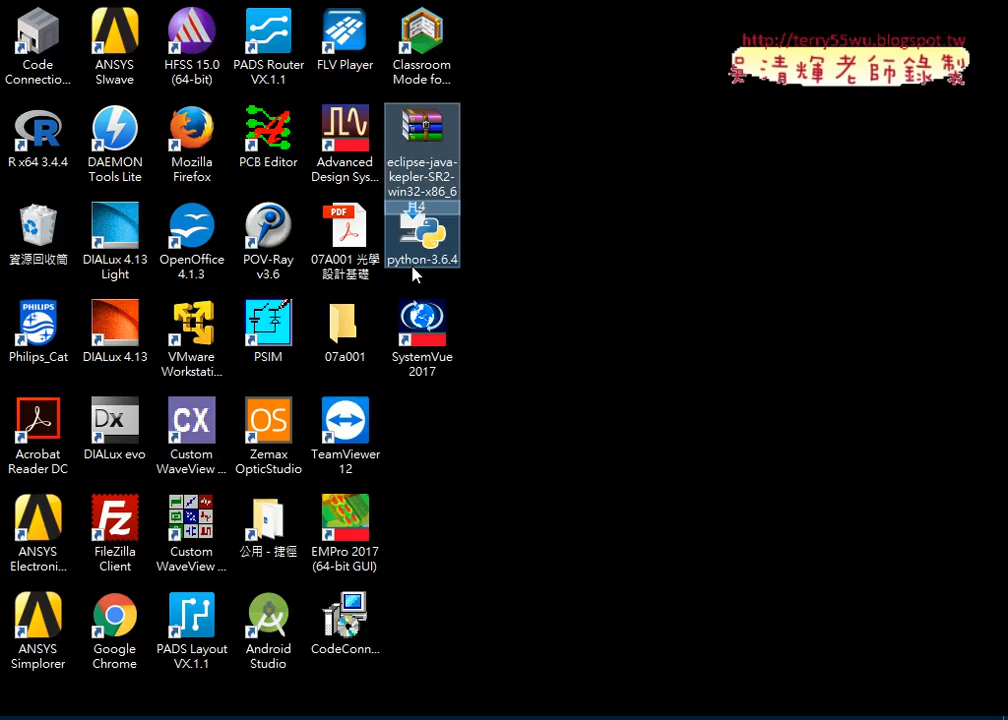 Code
Connectio...
ANSYS
SIwave
HFSS 15.0
(64-bit)
PADS Router
VX.1.1
FLV Player
Classroom
Mode fo...
http://terry55wu.blogspot.tw
吳清輝老師錄製
R x64 3.4.4
DAEMON
Tools Lite
Mozilla
Firefox
PCB Editor
Advanced
Design Sys...
eclipse-java-
kepler-SR2-
win32-x86_6
4
資源回收筒
DIALux 4.13
Light
OpenOffice
4.1.3
POV-Ray
v3.6
PDF
07A001 光學
設計基礎
python-3.6.4
PHILIPS
Philips_Cat
DIALux 4.13
VMware
Workstati...
PSIM
07a001
SystemVue
2017
Acrobat
Reader DC
Dx
DIALux evo
CX
Custom
WaveView ...
OS
Zemax
OpticStudio
TeamViewer
12
ANSYS
Electroni...
Fz
FileZilla
Client
Custom
WaveView ...
公用 - 捷徑
EMPro 2017
(64-bit GUI)
ANSYS
Simplorer
Google
Chrome
PADS Layout
VX.1.1
Android
Studio
CodeConn...